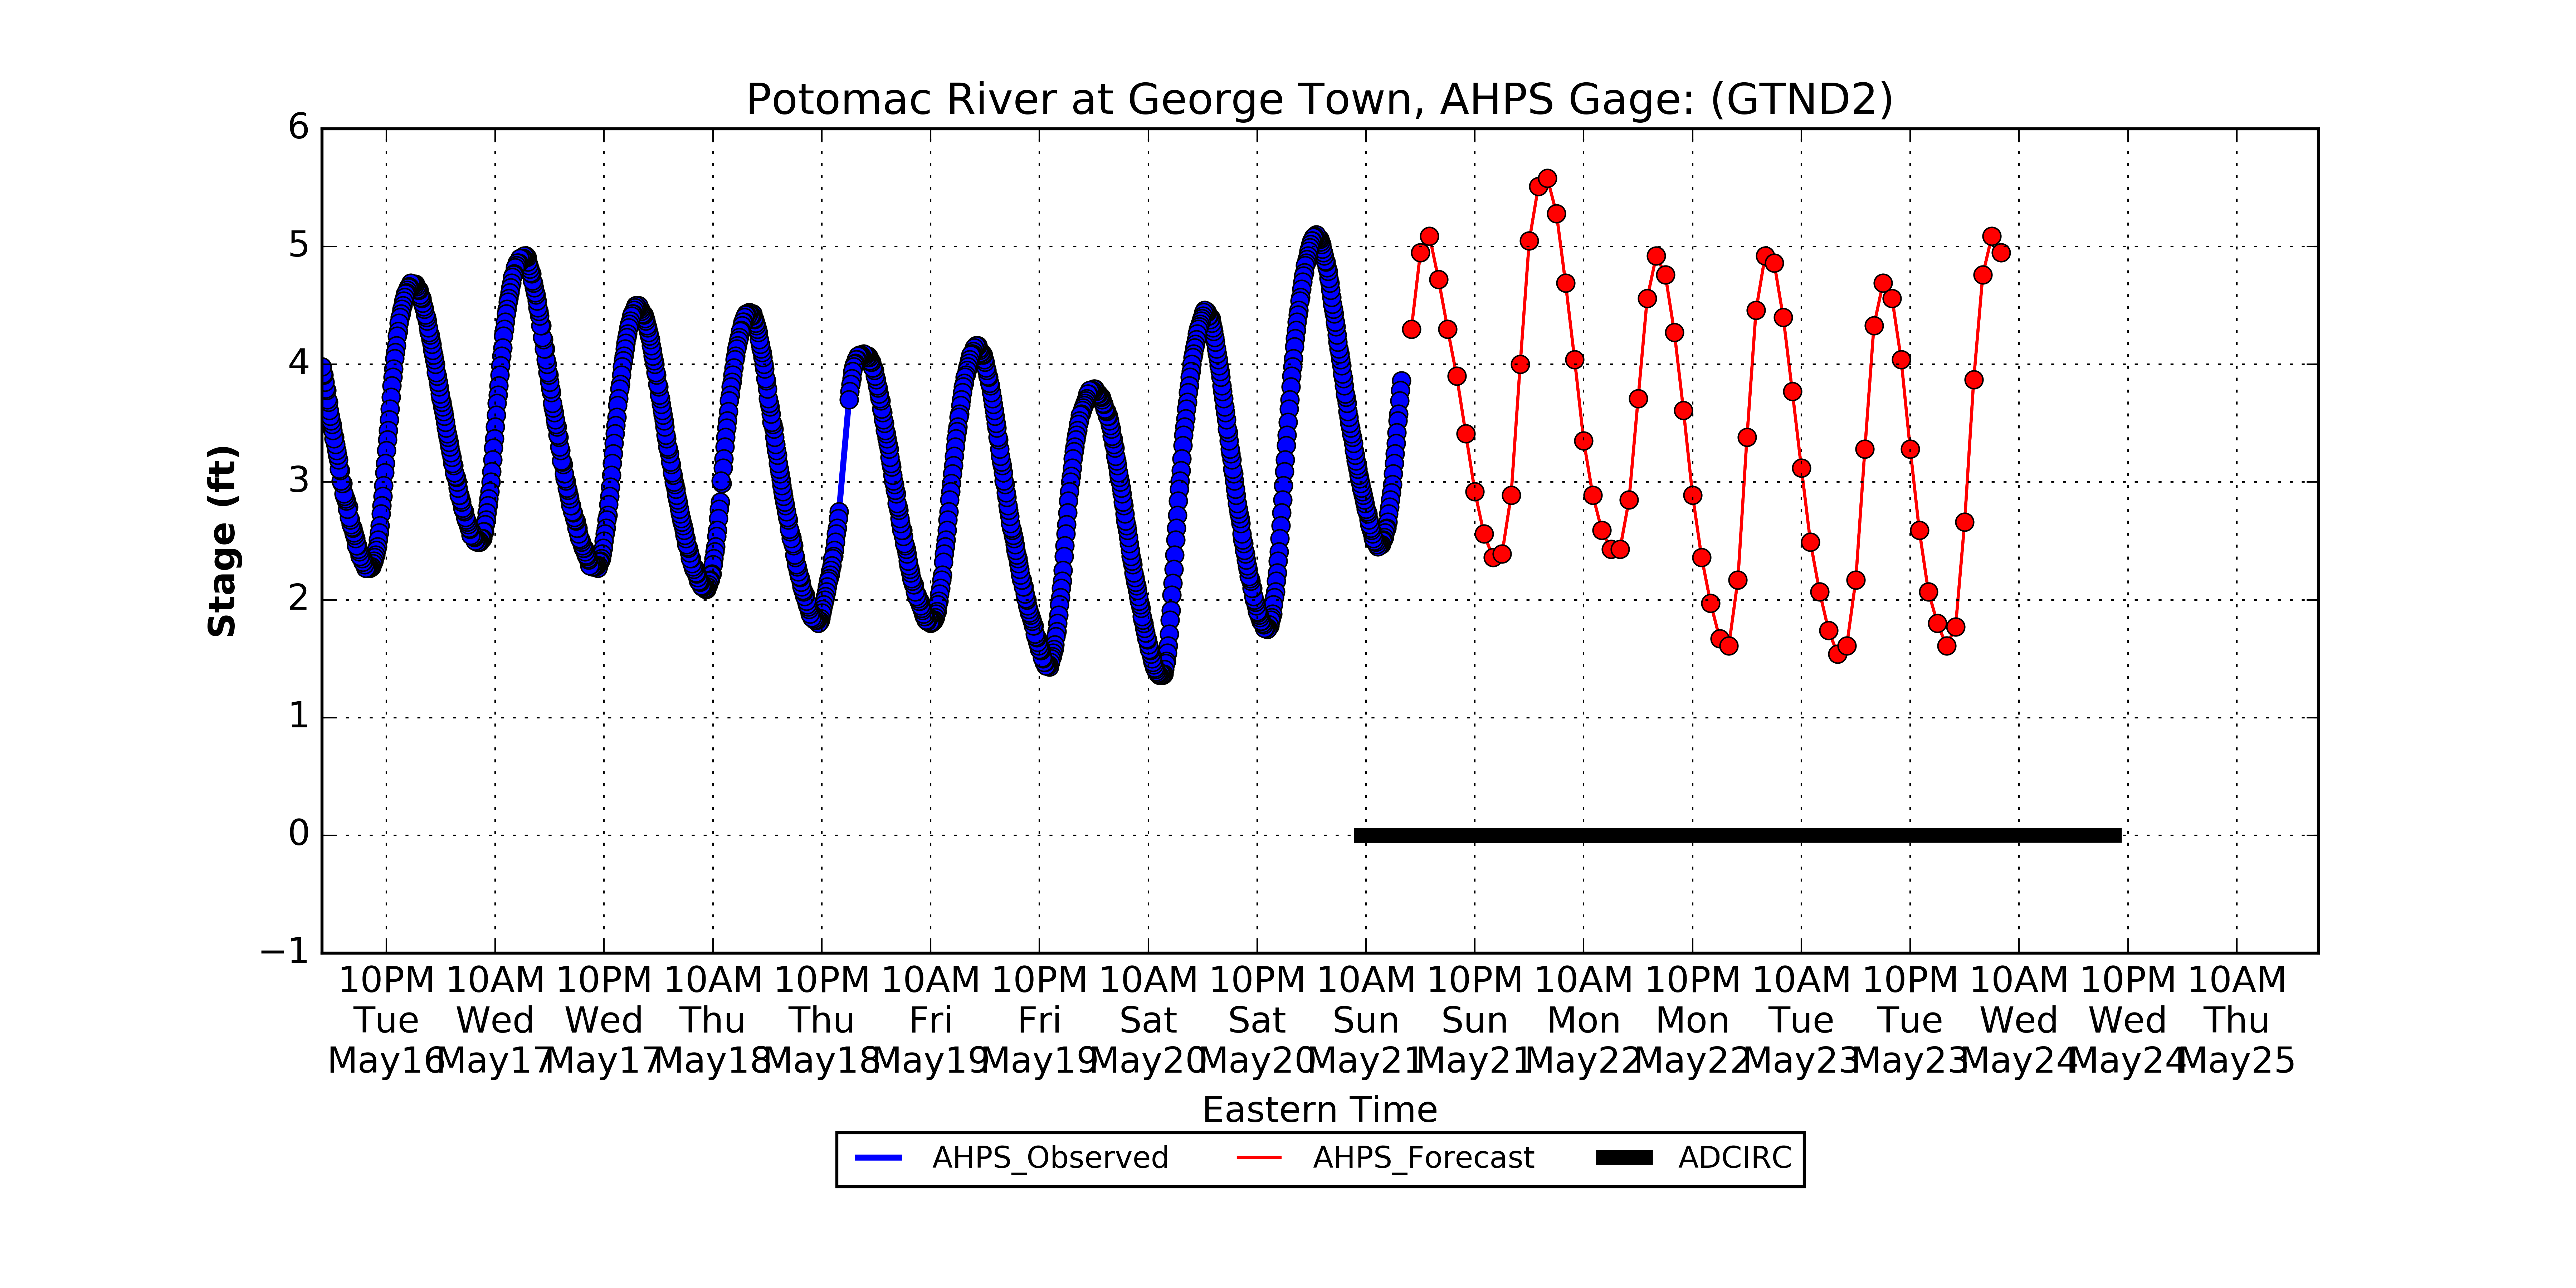 Potomac River at George Town, AHPS Gage: (GTND2)
6
5
4
3
2
1
0
−1
Stage (ft)
10PM 10AM 10PM 10AM 10PM 10AM 10PM 10AM 10PM 10AM 10PM 10AM 10PM 10AM 10PM 10AM 10PM 10AM
Tue Wed Wed Thu Thu Fri Fri Sat Sat Sun Sun Mon Mon Tue Tue Wed Wed Thu
May16 May17 May17 May18 May18 May19 May19 May20 May20 May21 May21 May22 May22 May23 May23 May24 May24 May25
Eastern Time
AHPS_Observed AHPS_Forecast ADCIRC